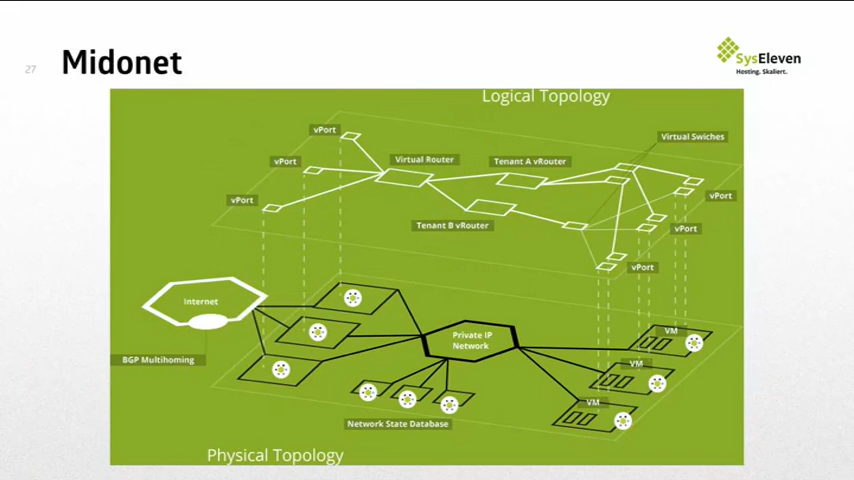 27
Midonet
SysEleven
Hosting. Skaliert.
Logical Topology
vPort
Virtual Swiches
vPort
Virtual Router
Tenant A vRouter
vPort
vPort
Tenant B vRouter
vPort
vPort
Internet
Private IP
Network
VM
BGP Multihoming
VM
VM
Network State Database
Physical Topology